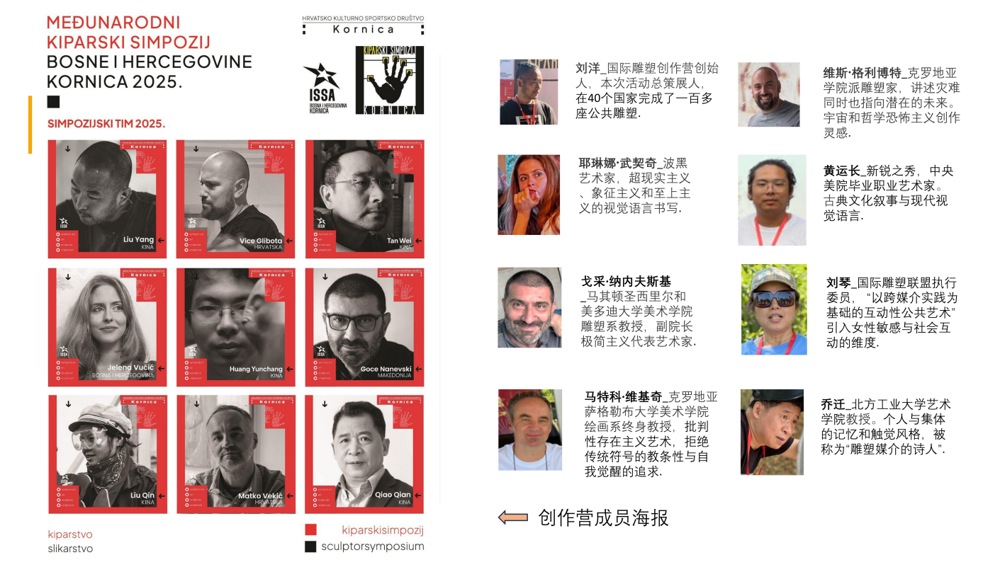 MEĐUNARODNI
KIPARSKI SIMPOZIJ
BOSNE I HERCEGOVINE
KORNICA 2025.
HRVATSKO KULTURNO SPORTSKO DRUŠTVO
Kornica
ISSA
BOSNA I HERCEGOVINA
KORNICA
KIPARSKI SIMPOZIJ
KORNICA
SIMPOZIJSKI TIM 2025.
Kornica
ISSA
Liu Yang
KINA
Kornica
ISSA
Vice Glibota
HRVATSKA
Kornica
ISSA
Tan Wei
KINA
Kornica
ISSA
Jelena Vučić
BOSNA I HERCEGOVINA
Kornica
ISSA
Huang Yunchang
KINA
Kornica
ISSA
Goce Nanevski
MAKEDONIJA
Kornica
ISSA
Liu Qin
KINA
Kornica
ISSA
Matko Vekić
HRVATSKA
Kornica
ISSA
Qiao Qian
KINA
kiparstvo
slikarstvo
kiparskisimpozij
sculptorsymposium
刘洋_国际雕塑创作营创始
人，本次活动总策展人，
在40个国家完成了一百多
座公共雕塑.
维斯·格利博特_克罗地亚
学院派雕塑家，讲述灾难
同时也指向潜在的未来。
宇宙和哲学恐怖主义创作
灵感.
耶琳娜·武契奇_波黑
艺术家，超现实主义
、象征主义和至上主
义的视觉语言书写.
黄运长_新锐之秀，中央
美院毕业职业艺术家。
古典文化叙事与现代视
觉语言.
戈采·纳内夫斯基
_马其顿圣西里尔和
美多迪大学美术学院
雕塑系教授，副院长
极简主义代表艺术家.
刘琴_国际雕塑联盟执行
委员，“以跨媒介实践为
基础的互动性公共艺术”
引入女性敏感与社会互
动的维度.
马特科·维基奇_克罗地亚
萨格勒布大学美术学院
绘画系终身教授，批判
性存在主义艺术，拒绝
传统符号的教条性与自
我觉醒的追求.
乔迁_北方工业大学艺术
学院教授。个人与集体
的记忆和触觉风格，被
称为“雕塑媒介的诗人”.
创作营成员海报